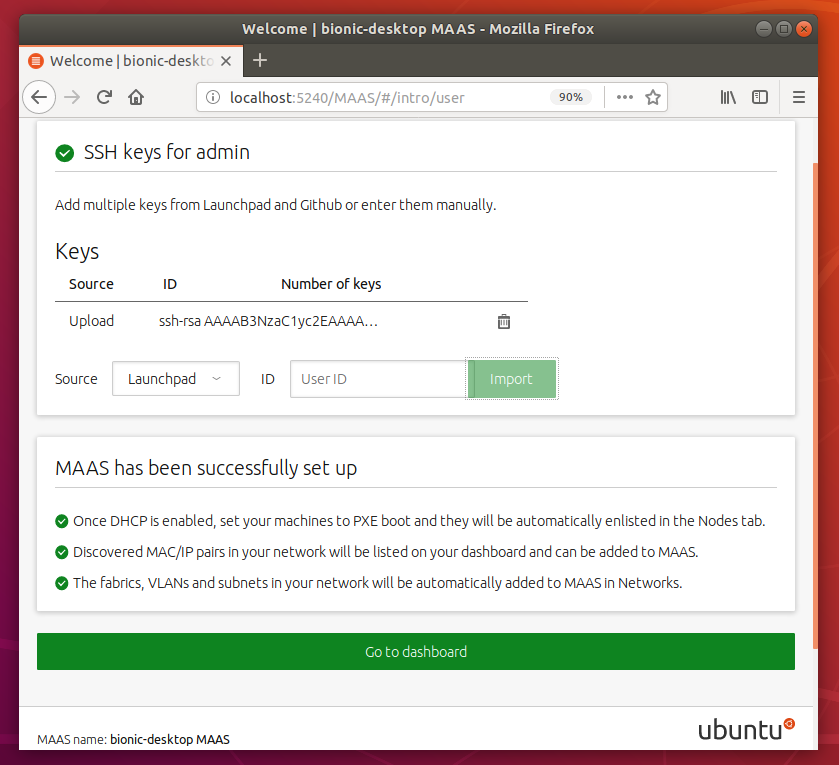 Welcome | bionic-desktop MAAS - Mozilla Firefox
Welcome | bionic-deskto
localhost:5240/MAAS/#/intro/user 90%
SSH keys for admin
Add multiple keys from Launchpad and Github or enter them manually.
Keys
Source ID Number of keys
Upload ssh-rsa AAAAB3NzaC1yc2EAAAA…
Source Launchpad ID User ID Import
MAAS has been successfully set up
Once DHCP is enabled, set your machines to PXE boot and they will be automatically enlisted in the Nodes tab.
Discovered MAC/IP pairs in your network will be listed on your dashboard and can be added to MAAS.
The fabrics, VLANs and subnets in your network will be automatically added to MAAS in Networks.
Go to dashboard
MAAS name: bionic-desktop MAAS
ubuntu